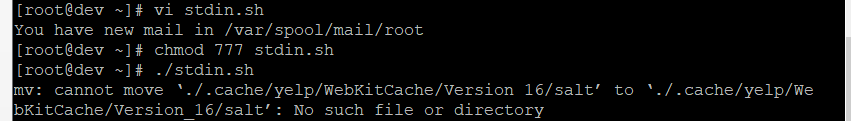 [root@dev ~]# vi stdin.sh
You have new mail in /var/spool/mail/root
[root@dev ~]# chmod 777 stdin.sh
[root@dev ~]# ./stdin.sh
mv: cannot move ‘./.cache/yelp/WebKitCache/Version 16/salt’ to ‘./.cache/yelp/We
bKitCache/Version_16/salt’: No such file or directory